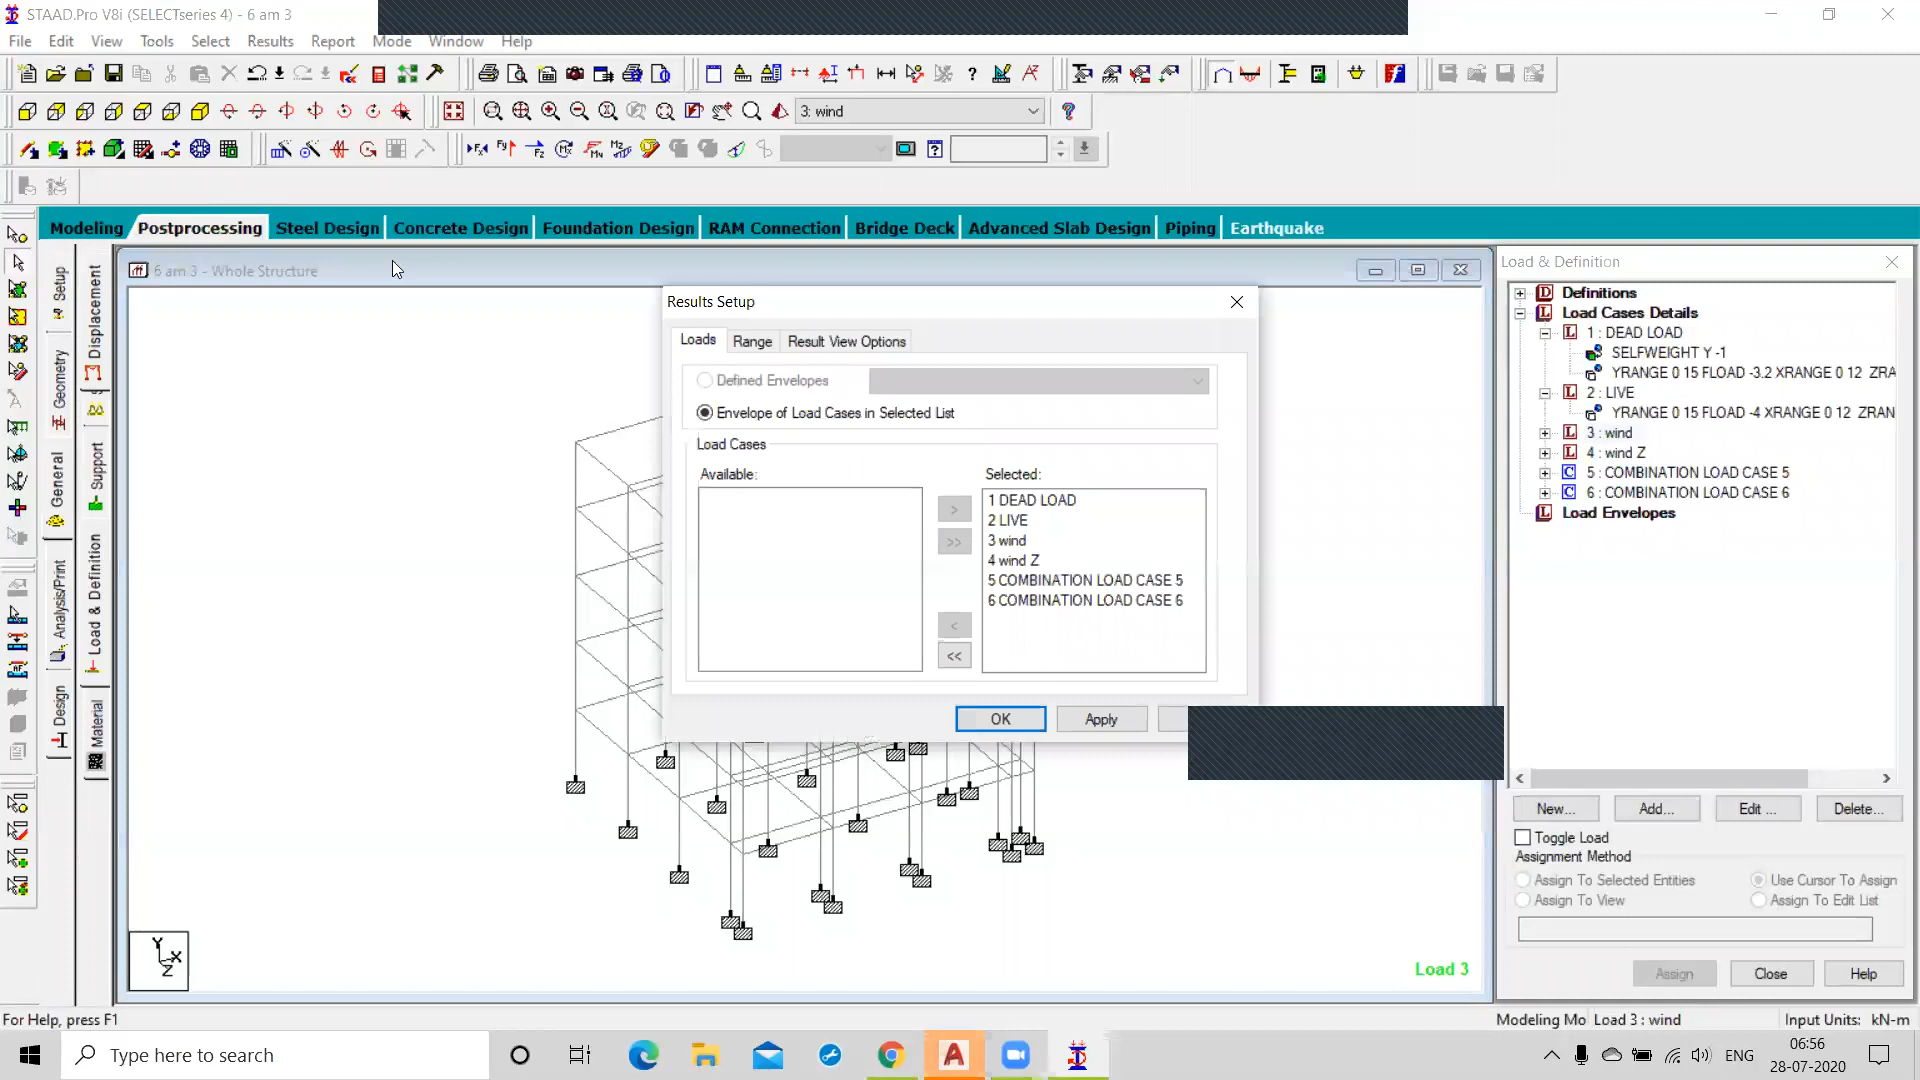 STAAD.Pro V8i (SELECTseries 4) - 6 am 3
File Edit View Tools Select Results Report Mode Window Help
3: wind
Modeling Postprocessing Steel Design Concrete Design Foundation Design RAM Connection Bridge Deck Advanced Slab Design Piping Earthquake
6 am 3 - Whole Structure
Setup
Geometry
General
Analysis/Print
Design
Displacement
Support
Load & Definition
Material
Results Setup
Loads Range Result View Options
Defined Envelopes
Envelope of Load Cases in Selected List
Load Cases
Available: Selected:
1 DEAD LOAD
2 LIVE
3 wind
4 wind Z
5 COMBINATION LOAD CASE 5
6 COMBINATION LOAD CASE 6
> 
>>
<
<<
OK Apply
Y
X
Z
Load 3
Load & Definition
Definitions
Load Cases Details
1 : DEAD LOAD
SELFWEIGHT Y -1
YRANGE 0 15 FLOAD -3.2 XRANGE 0 12 ZRA
2 : LIVE
YRANGE 0 15 FLOAD -4 XRANGE 0 12 ZRAN
3 : wind
4 : wind Z
5 : COMBINATION LOAD CASE 5
6 : COMBINATION LOAD CASE 6
Load Envelopes
New... Add... Edit ... Delete...
Toggle Load
Assignment Method
Assign To Selected Entities Use Cursor To Assign
Assign To View Assign To Edit List
Assign Close Help
For Help, press F1
Modeling Mo Load 3 : wind Input Units: kN-m
Type here to search
ENG
06:56
28-07-2020